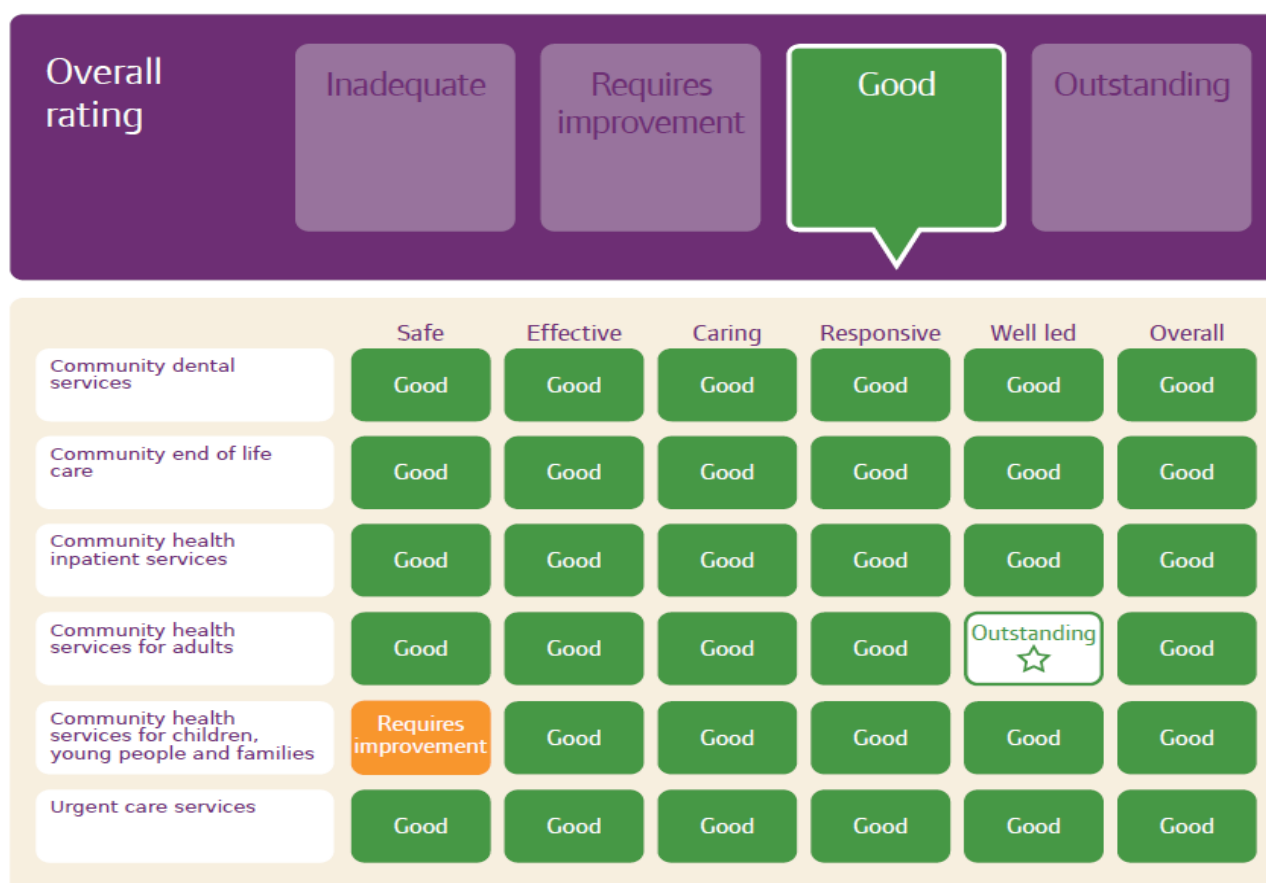 Overall
rating
Inadequate
Requires
improvement
Good
Outstanding
Safe Effective Caring Responsive Well led Overall
Community dental
services
Good Good Good Good Good Good
Community end of life
care
Good Good Good Good Good Good
Community health
inpatient services
Good Good Good Good Good Good
Community health
services for adults
Good Good Good Good Outstanding Good
Community health
services for children,
young people and families
Requires
improvement
Good Good Good Good Good
Urgent care services
Good Good Good Good Good Good